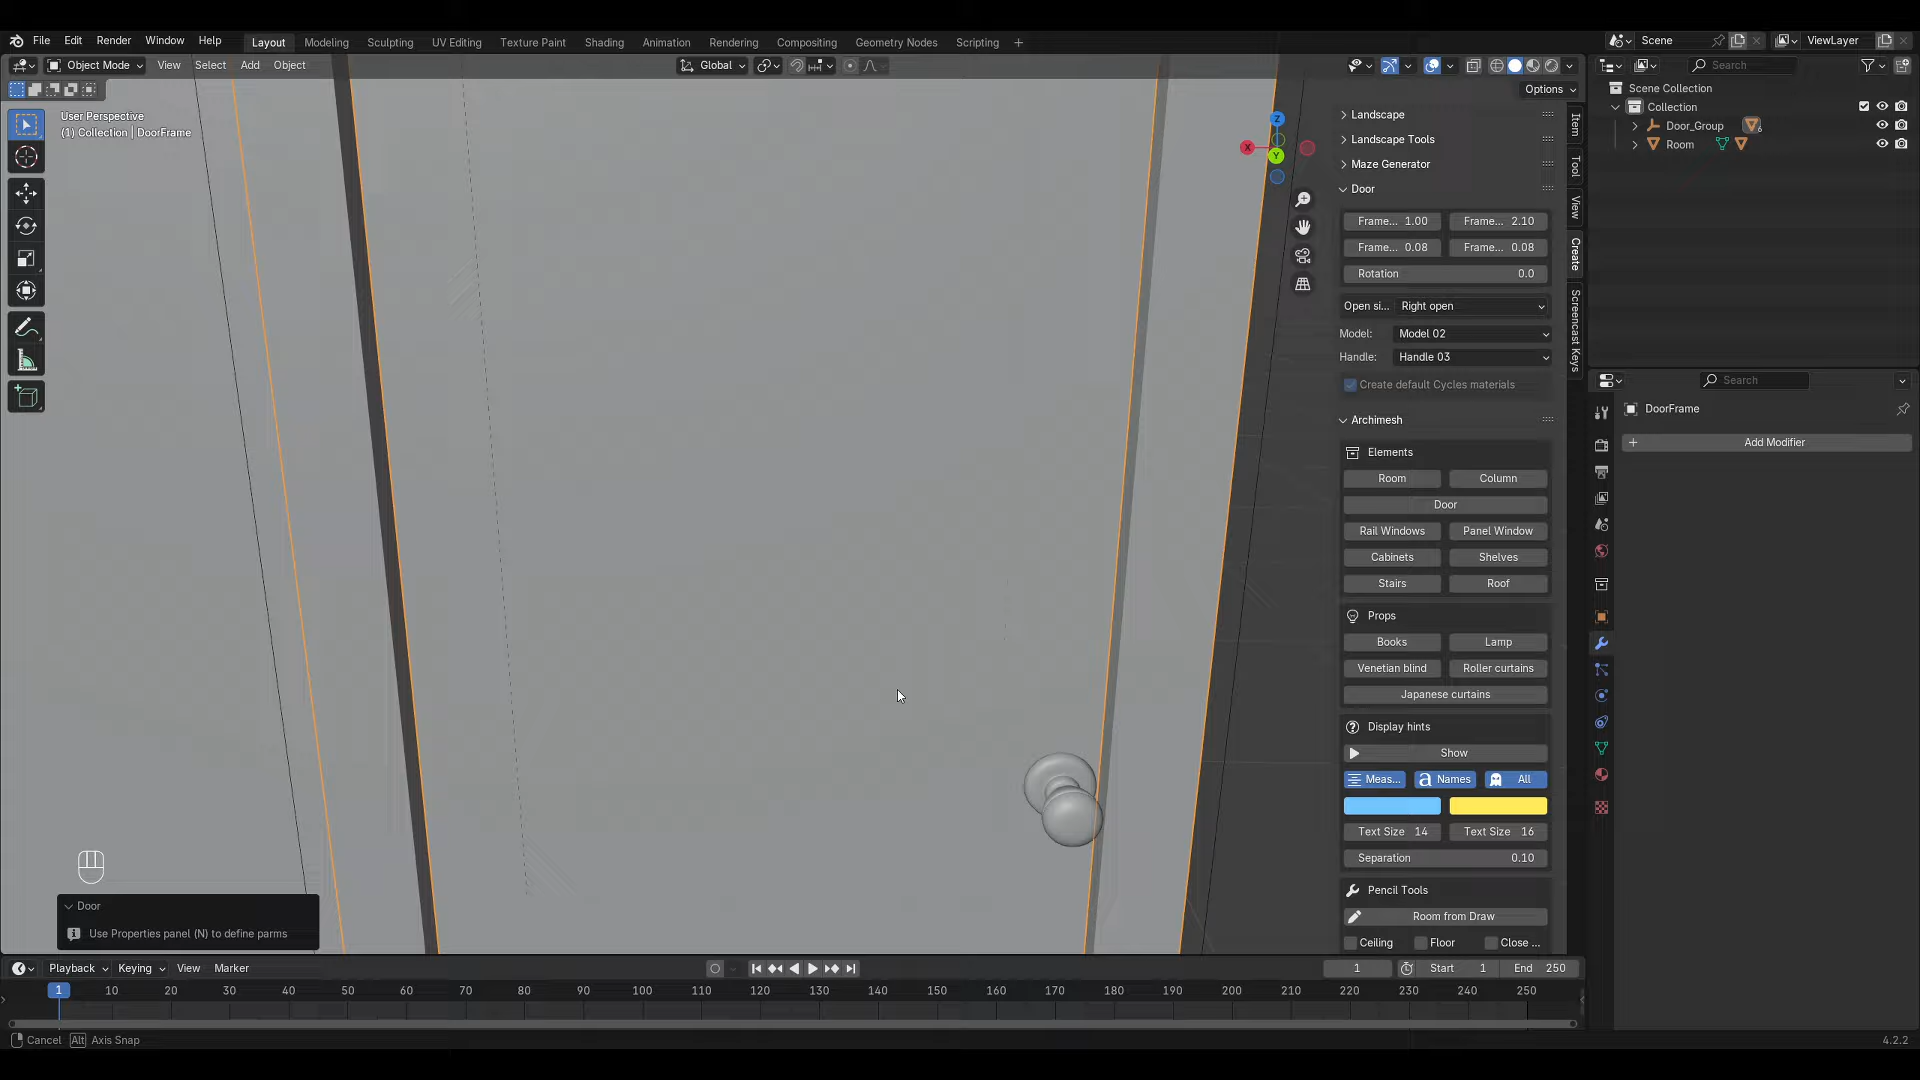 File Edit Render Window Help Layout Modeling Sculpting UV Editing Texture Paint Shading Animation Rendering Compositing Geometry Nodes Scripting + Scene ViewLayer
Object Mode View Select Add Object Global Search
Options
User Perspective
(1) Collection | DoorFrame
Z
X
Y
Landscape
Landscape Tools
Maze Generator
Door
Frame... 1.00 Frame... 2.10
Frame... 0.08 Frame... 0.08
Rotation 0.0
Open si... Right open
Model: Model 02
Handle: Handle 03
Create default Cycles materials
Archimesh
Elements
Room Column
Door
Rail Windows Panel Window
Cabinets Shelves
Stairs Roof
Props
Books Lamp
Venetian blind Roller curtains
Japanese curtains
Display hints
Show
Meas... a Names All
Text Size 14 Text Size 16
Separation 0.10
Pencil Tools
Room from Draw
Ceiling Floor Close ...
Item
Tool
View
Create
Screencast Keys
Scene Collection
Collection
Door_Group 6
Room
Search
DoorFrame
+ Add Modifier
Door
Use Properties panel (N) to define parms
Playback Keying View Marker 1 Start 1 End 250
1 10 20 30 40 50 60 70 80 90 100 110 120 130 140 150 160 170 180 190 200 210 220 230 240 250
Cancel Alt Axis Snap 4.2.2